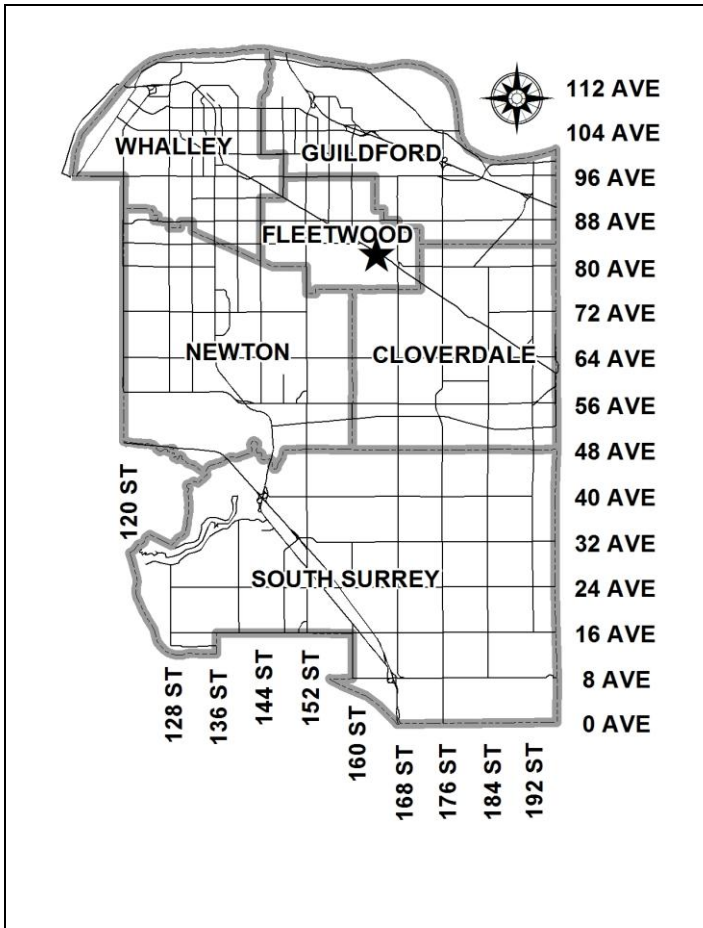 112 AVE
104 AVE
WHALLEY
GUILDFORD
96 AVE
88 AVE
FLEETWOOD
80 AVE
72 AVE
NEWTON
CLOVERDALE
64 AVE
56 AVE
48 AVE
40 AVE
120 ST
32 AVE
SOUTH SURREY
24 AVE
16 AVE
8 AVE
0 AVE
128 ST
136 ST
144 ST
152 ST
160 ST
168 ST
176 ST
184 ST
192 ST